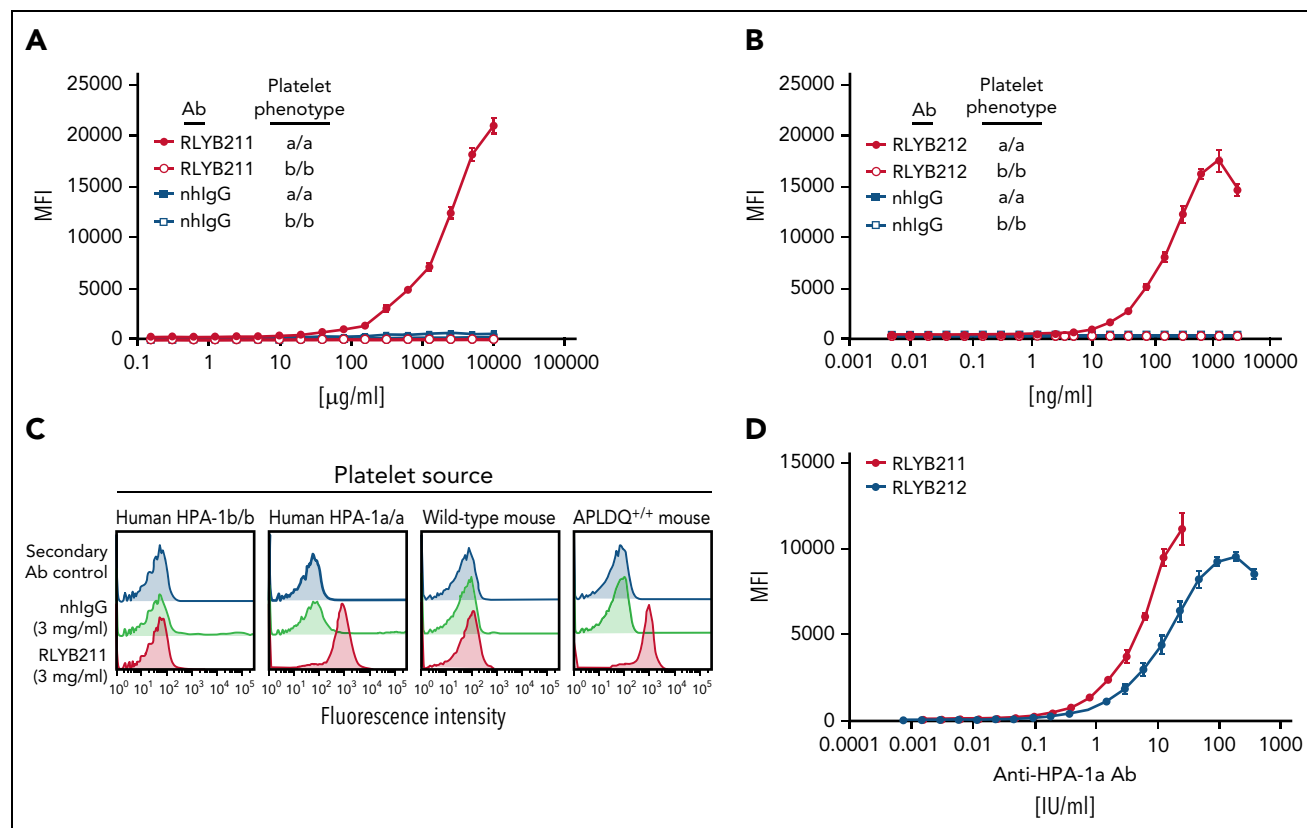 A
25000
20000
15000
10000
5000
0
MFI
Ab
Platelet
phenotype
RLYB211 a/a
RLYB211 b/b
nhIgG a/a
nhIgG b/b
0.1 1 10 100 1000 10000 100000
[µg/ml]
B
25000
20000
15000
10000
5000
0
MFI
Ab
Platelet
phenotype
RLYB212 a/a
RLYB212 b/b
nhIgG a/a
nhIgG b/b
0.001 0.01 0.1 1 10 100 1000 10000
[ng/ml]
C
Platelet source
Human HPA-1b/b Human HPA-1a/a Wild-type mouse APLDQ+/+ mouse
Secondary
Ab control
nhIgG
(3 mg/ml)
RLYB211
(3 mg/ml)
10⁰ 10¹ 10² 10³ 10⁴ 10⁵ 10⁰ 10¹ 10² 10³ 10⁴ 10⁵ 10⁰ 10¹ 10² 10³ 10⁴ 10⁵ 10⁰ 10¹ 10² 10³ 10⁴ 10⁵
Fluorescence intensity
D
15000
10000
5000
0
MFI
RLYB211
RLYB212
0.0001 0.001 0.01 0.1 1 10 100 1000
Anti-HPA-1a Ab
[IU/ml]